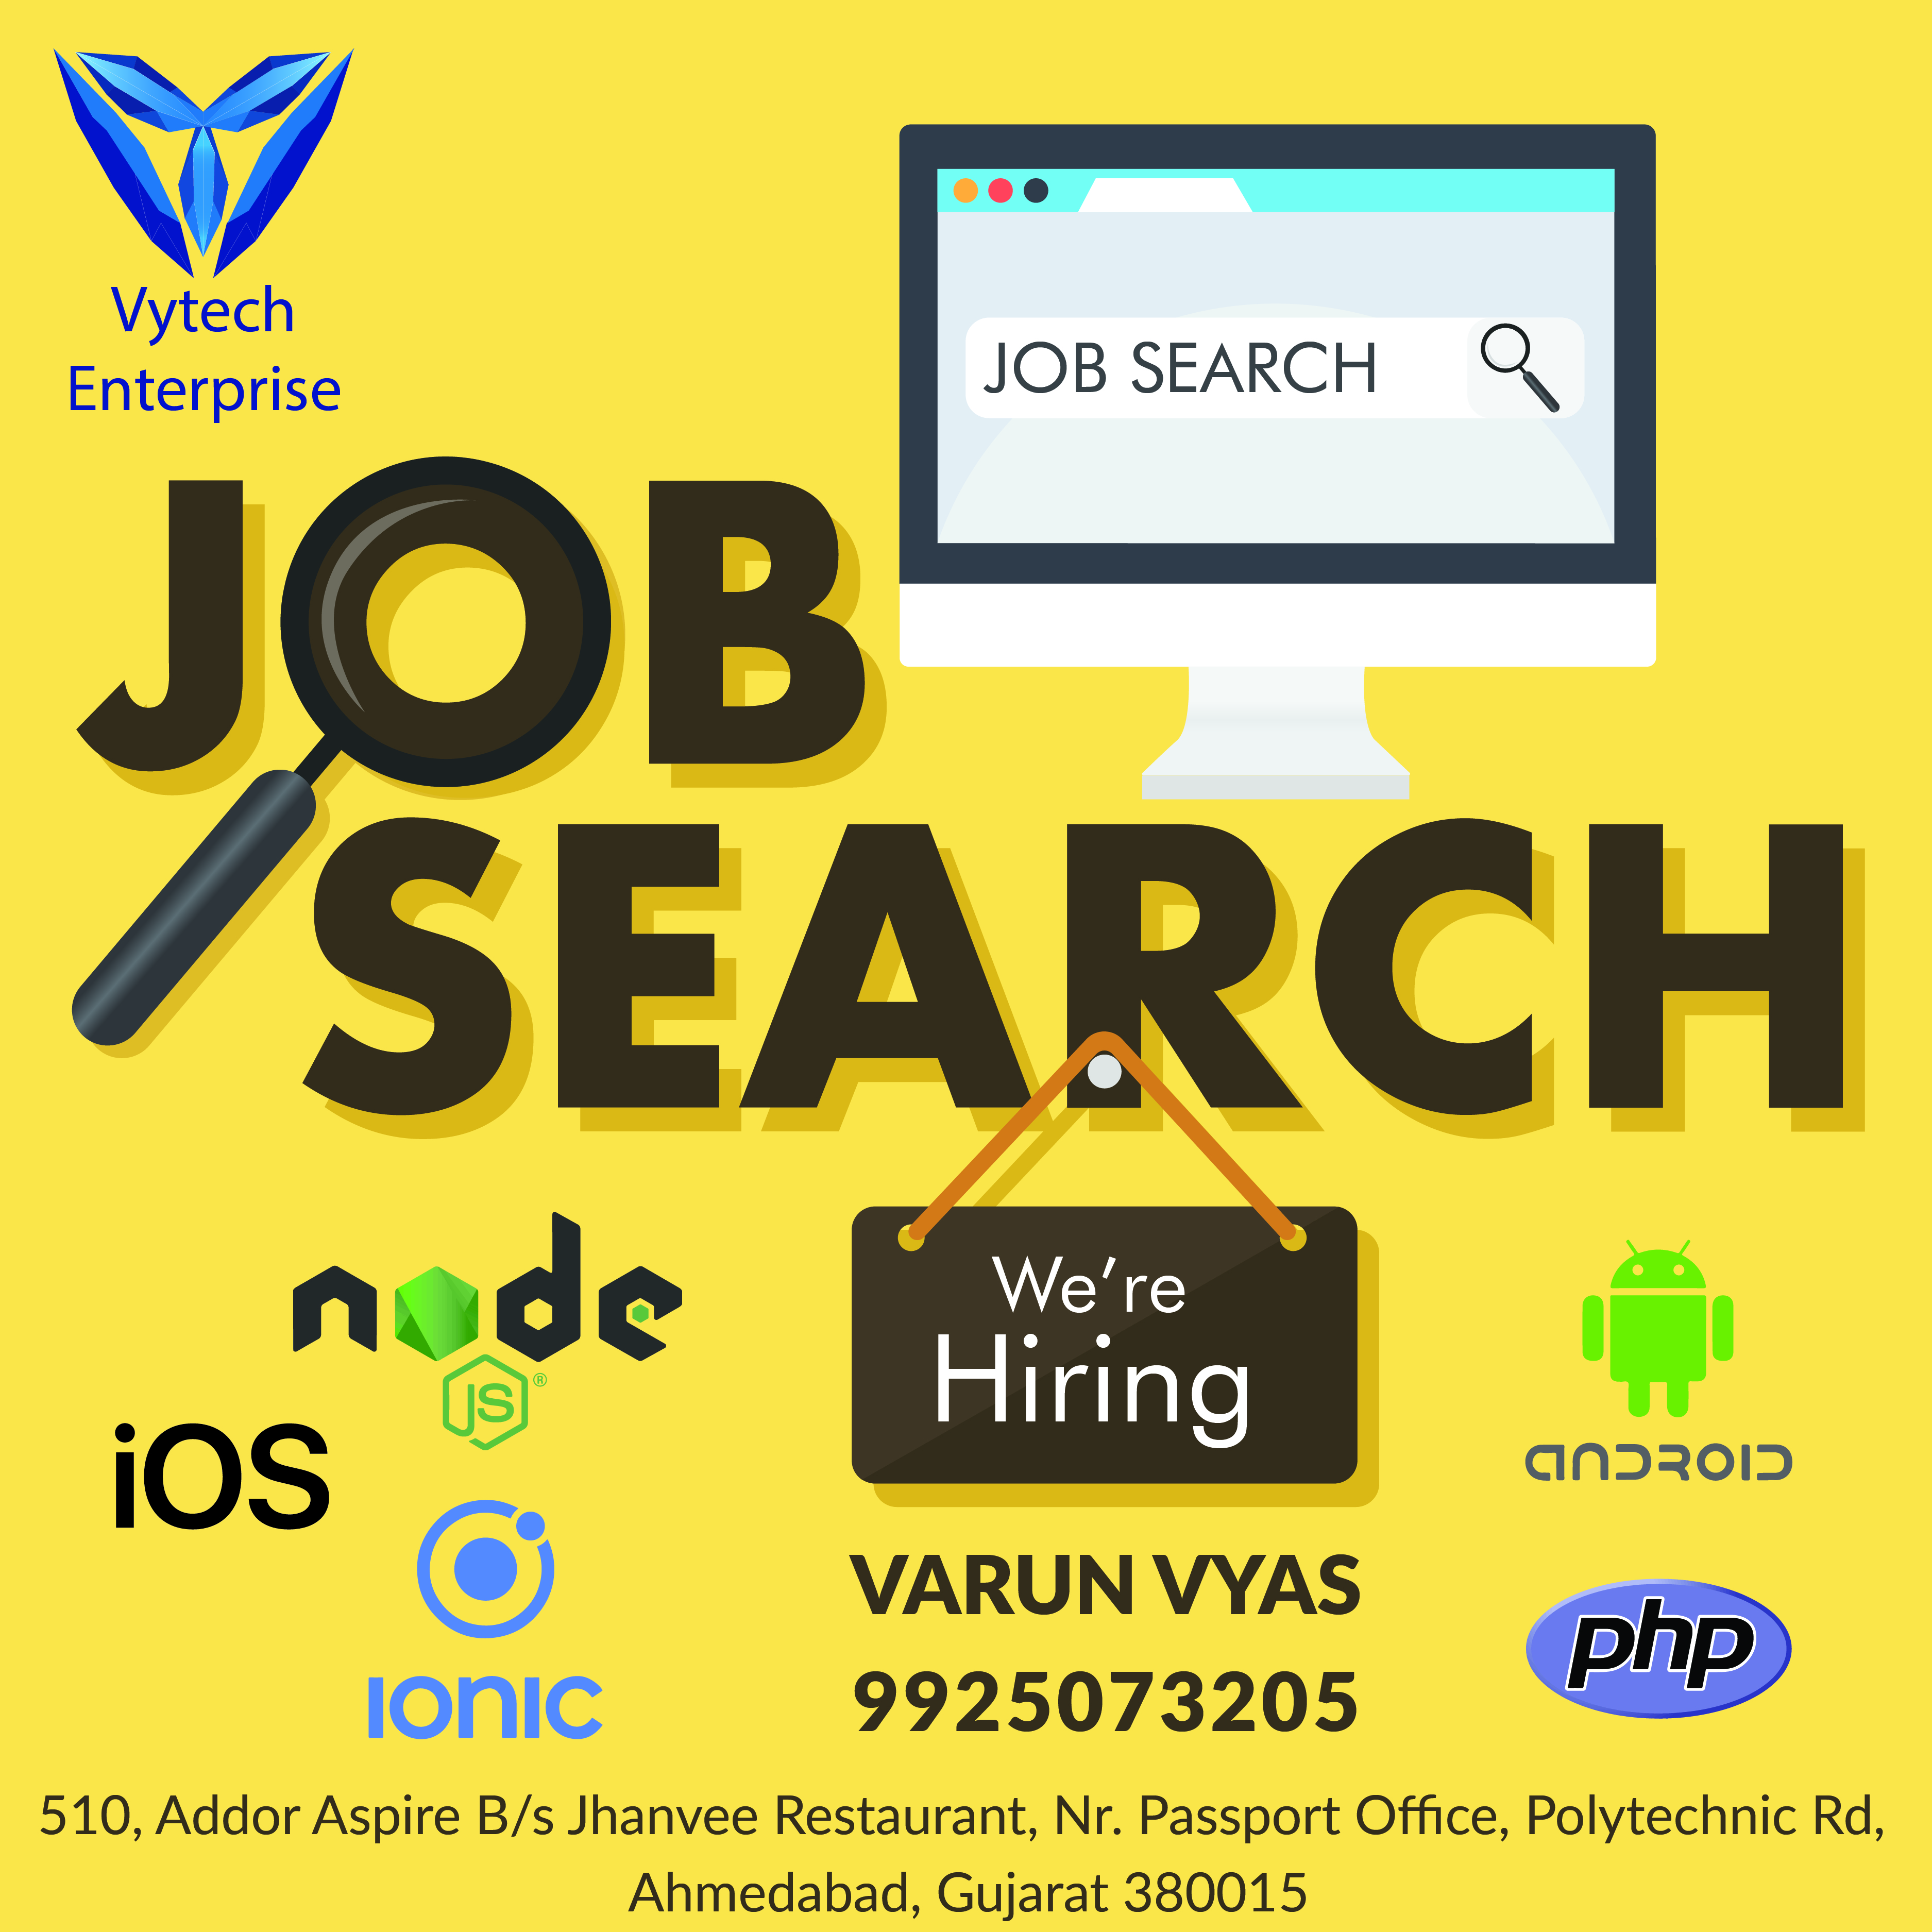 Vytech
Enterprise
JOB SEARCH
JOB
SEARCH
We're
Hiring
node
JS®
iOS
ionic
ANDROID
php
VARUN VYAS
9925073205
510, Addor Aspire B/s Jhanvee Restaurant, Nr. Passport Office, Polytechnic Rd,
Ahmedabad, Gujarat 380015